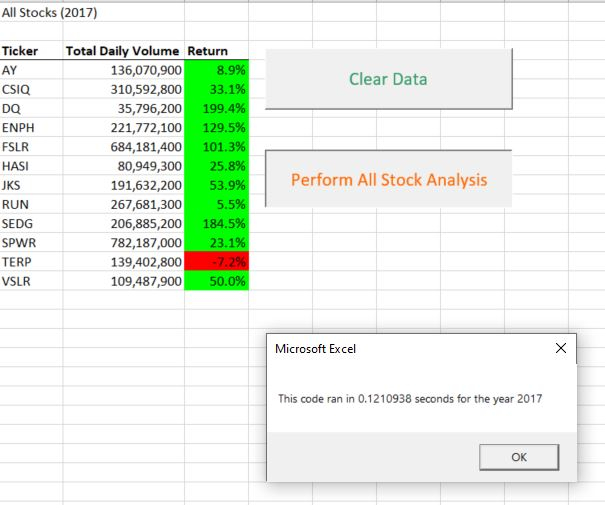 All Stocks (2017)
Ticker Total Daily Volume Return
AY 136,070,900 8.9%
CSIQ 310,592,800 33.1%
DQ 35,796,200 199.4%
ENPH 221,772,100 129.5%
FSLR 684,181,400 101.3%
HASI 80,949,300 25.8%
JKS 191,632,200 53.9%
RUN 267,681,300 5.5%
SEDG 206,885,200 184.5%
SPWR 782,187,000 23.1%
TERP 139,402,800 -7.2%
VSLR 109,487,900 50.0%
Clear Data
Perform All Stock Analysis
Microsoft Excel
This code ran in 0.1210938 seconds for the year 2017
OK